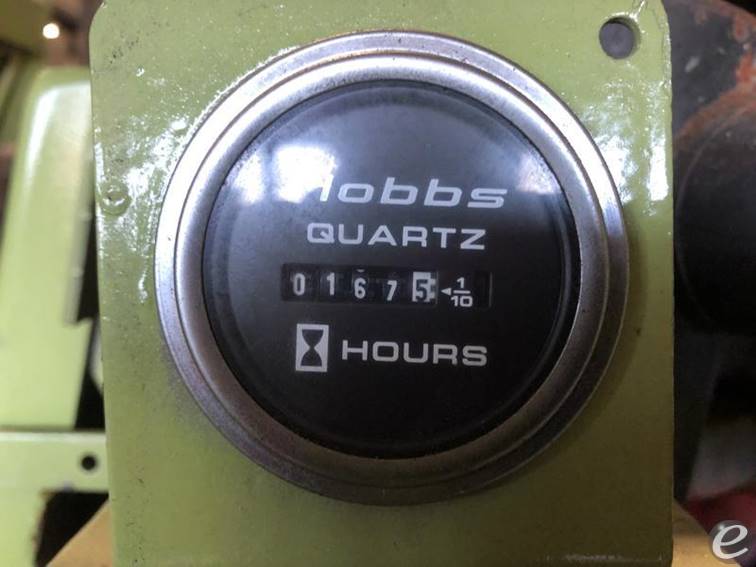 Hobbs
QUARTZ
01675 ◄1/10
HOURS
e